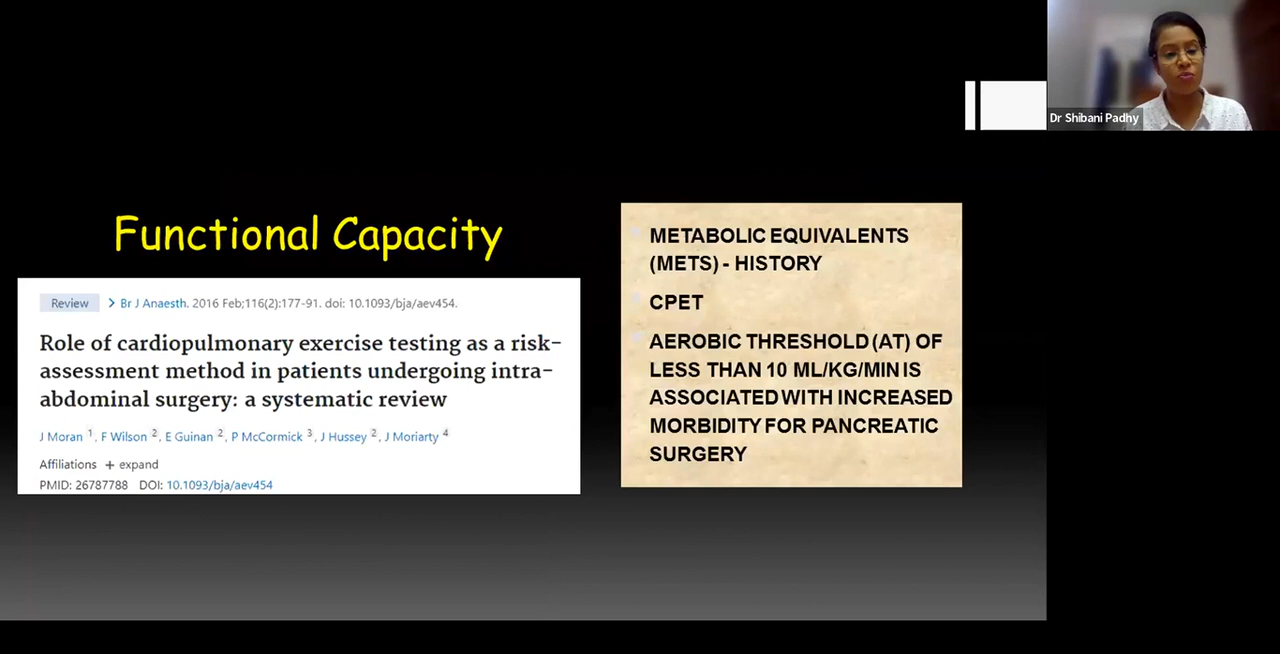 Dr Shibani Padhy
Functional Capacity
Review > Br J Anaesth. 2016 Feb;116(2):177-91. doi: 10.1093/bja/aev454.
Role of cardiopulmonary exercise testing as a risk-
assessment method in patients undergoing intra-
abdominal surgery: a systematic review
J Moran 1, F Wilson 2, E Guinan 2, P McCormick 3, J Hussey 2, J Moriarty 4
Affiliations + expand
PMID: 26787788 DOI: 10.1093/bja/aev454
METABOLIC EQUIVALENTS
(METS) - HISTORY
CPET
AEROBIC THRESHOLD (AT) OF
LESS THAN 10 ML/KG/MIN IS
ASSOCIATED WITH INCREASED
MORBIDITY FOR PANCREATIC
SURGERY